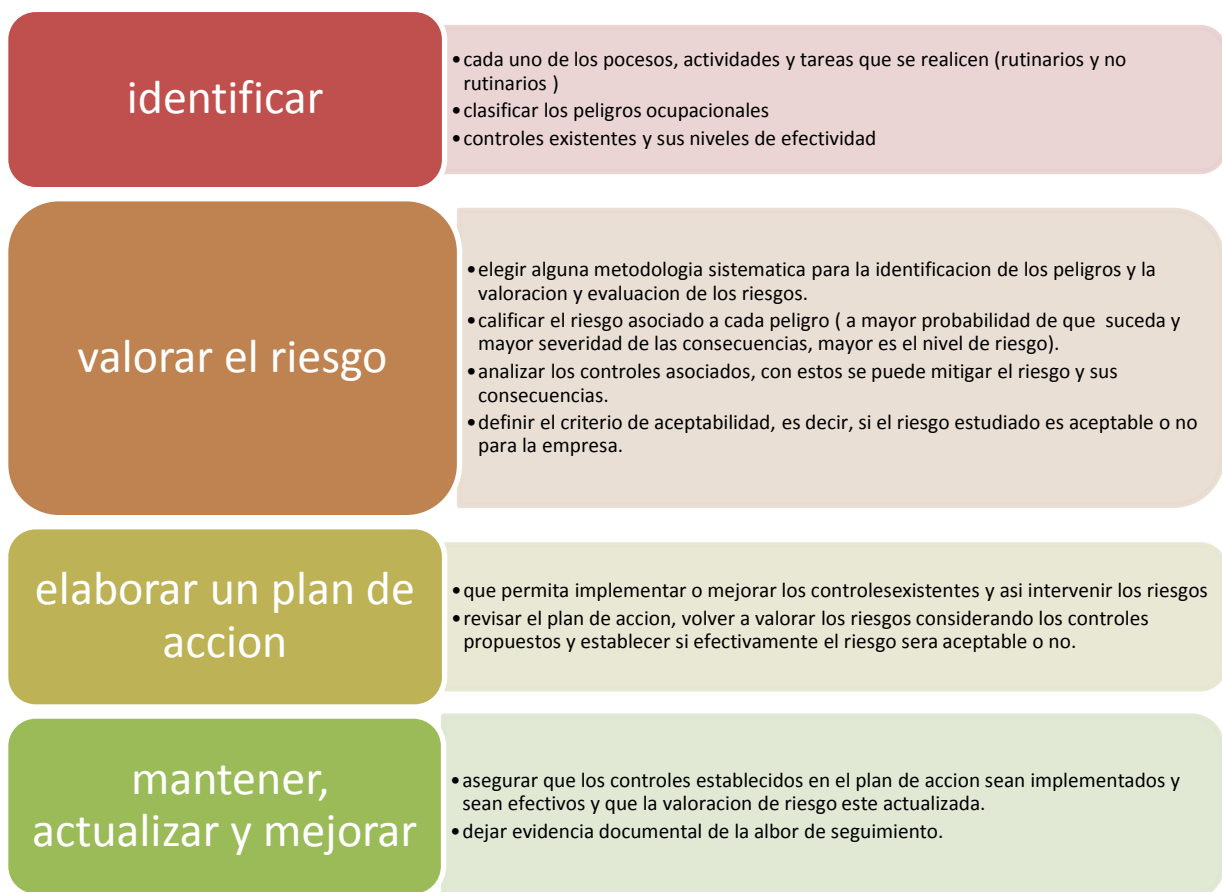 identificar
•cada uno de los pocesos, actividades y tareas que se realicen (rutinarios y no
rutinarios )
•clasificar los peligros ocupacionales
•controles existentes y sus niveles de efectividad
valorar el riesgo
•elegir alguna metodologia sistematica para la identificacion de los peligros y la
valoracion y evaluacion de los riesgos.
•calificar el riesgo asociado a cada peligro ( a mayor probabilidad de que suceda y
mayor severidad de las consecuencias, mayor es el nivel de riesgo).
•analizar los controles asociados, con estos se puede mitigar el riesgo y sus
consecuencias.
•definir el criterio de aceptabilidad, es decir, si el riesgo estudiado es aceptable o no
para la empresa.
elaborar un plan de
accion
•que permita implementar o mejorar los controlesexistentes y asi intervenir los riesgos
•revisar el plan de accion, volver a valorar los riesgos considerando los controles
propuestos y establecer si efectivamente el riesgo sera aceptable o no.
mantener,
actualizar y mejorar
•asegurar que los controles establecidos en el plan de accion sean implementados y
sean efectivos y que la valoracion de riesgo este actualizada.
•dejar evidencia documental de la albor de seguimiento.